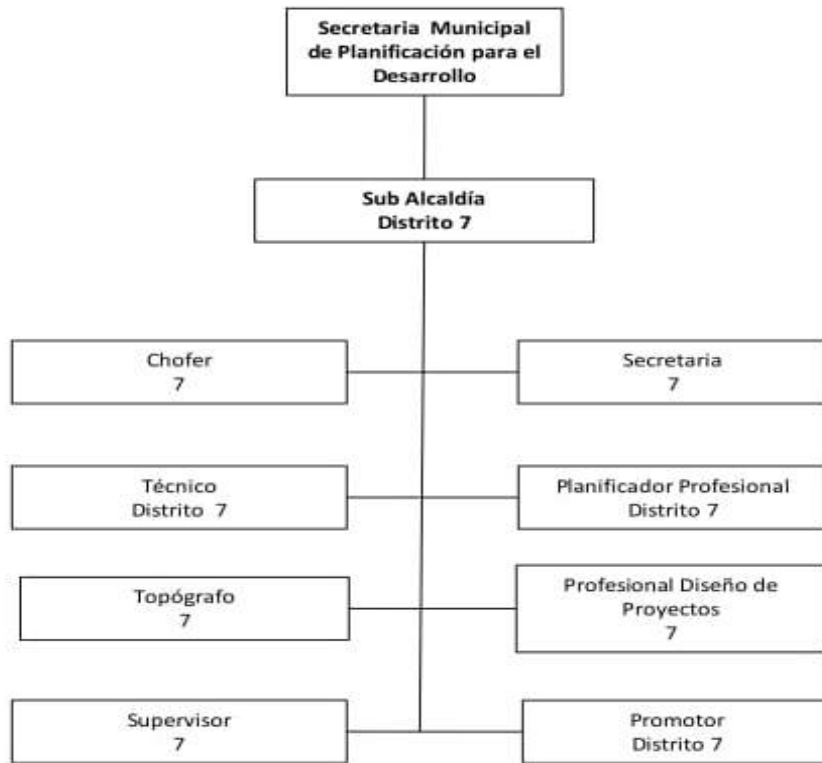 Secretaria Municipal
de Planificación para el
Desarrollo
Sub Alcaldía
Distrito 7
Chofer
7
Secretaria
7
Técnico
Distrito 7
Planificador Profesional
Distrito 7
Topógrafo
7
Profesional Diseño de
Proyectos
7
Supervisor
7
Promotor
Distrito 7